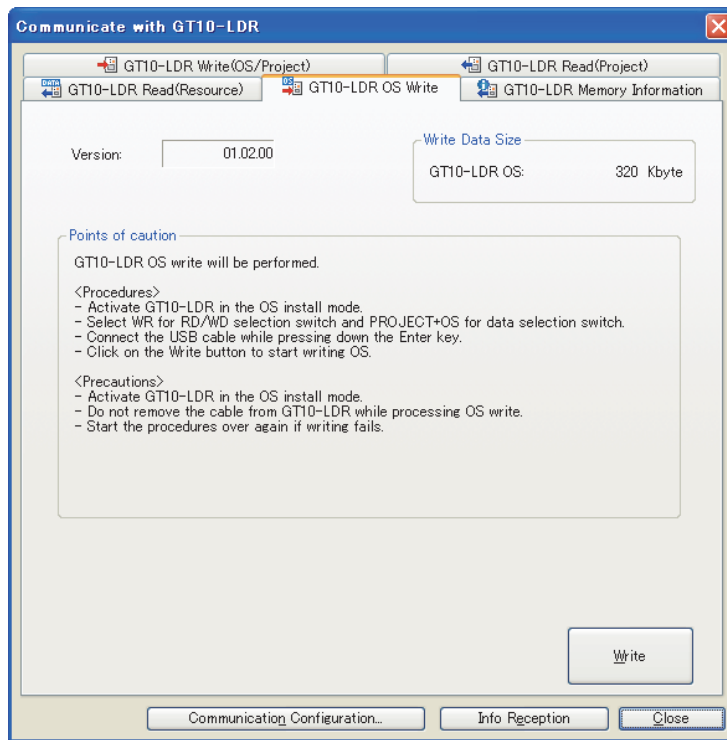 Communicate with GT10-LDR
GT10-LDR Write(OS/Project)
GT10-LDR Read(Project)
GT10-LDR Read(Resource)
GT10-LDR OS Write
GT10-LDR Memory Information
Version:
01.02.00
Write Data Size
GT10-LDR OS:
320 Kbyte
Points of caution
GT10-LDR OS write will be performed.
<Procedures>
- Activate GT10-LDR in the OS install mode.
- Select WR for RD/WD selection switch and PROJECT+OS for data selection switch.
- Connect the USB cable while pressing down the Enter key.
- Click on the Write button to start writing OS.
<Precautions>
- Activate GT10-LDR in the OS install mode.
- Do not remove the cable from GT10-LDR while processing OS write.
- Start the procedures over again if writing fails.
Write
Communication Configuration...
Info Reception
Close